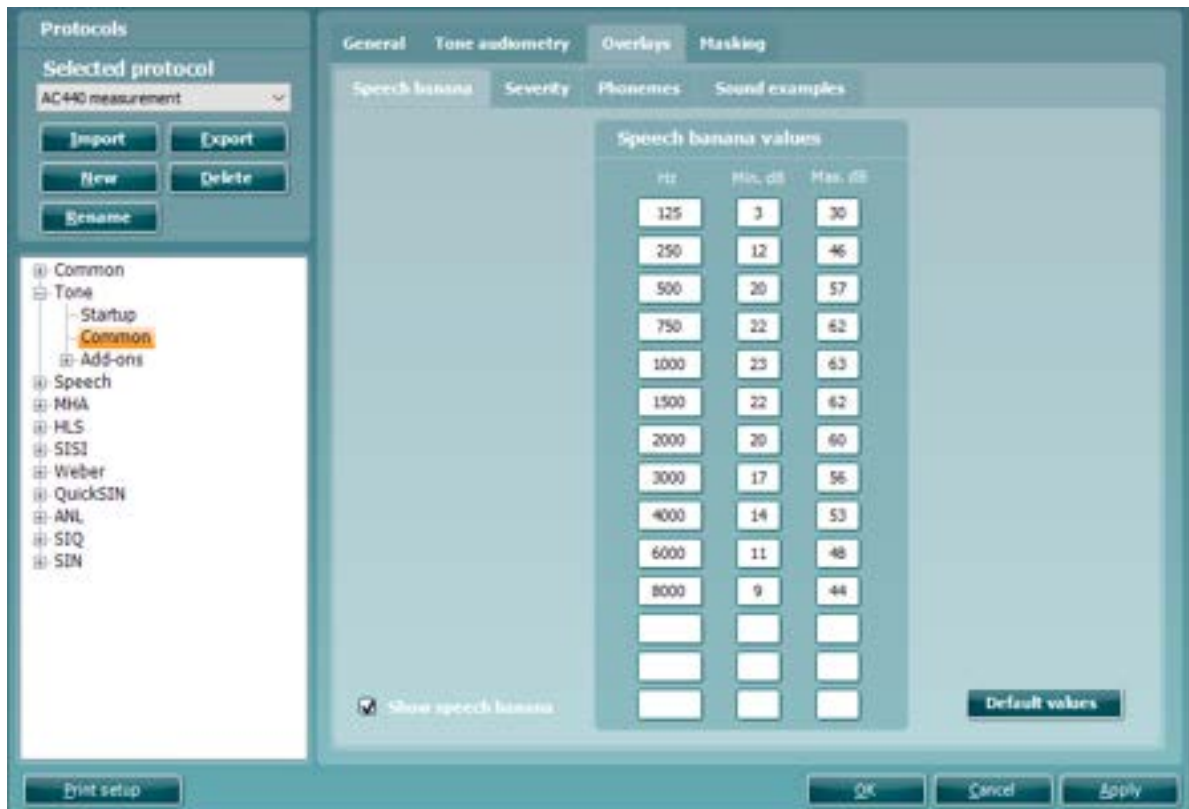 Protocols
Selected protocol
AC440 measurement
Import Export
New Delete
Rename
Common
Tone
Startup
Common
Add-ons
Speech
MHA
HLS
SISI
Weber
QuickSIN
ANL
SIQ
SIN
Print setup
General Tone audiometry Overlays Masking
Speech banana Severity Phonemes Sound examples
Speech banana values
Hz Min. dB Max. dB
125 3 30
250 12 46
500 20 57
750 22 62
1000 23 63
1500 22 62
2000 20 60
3000 17 56
4000 14 53
6000 11 48
8000 9 44
Show speech banana
Default values
OK Cancel Apply